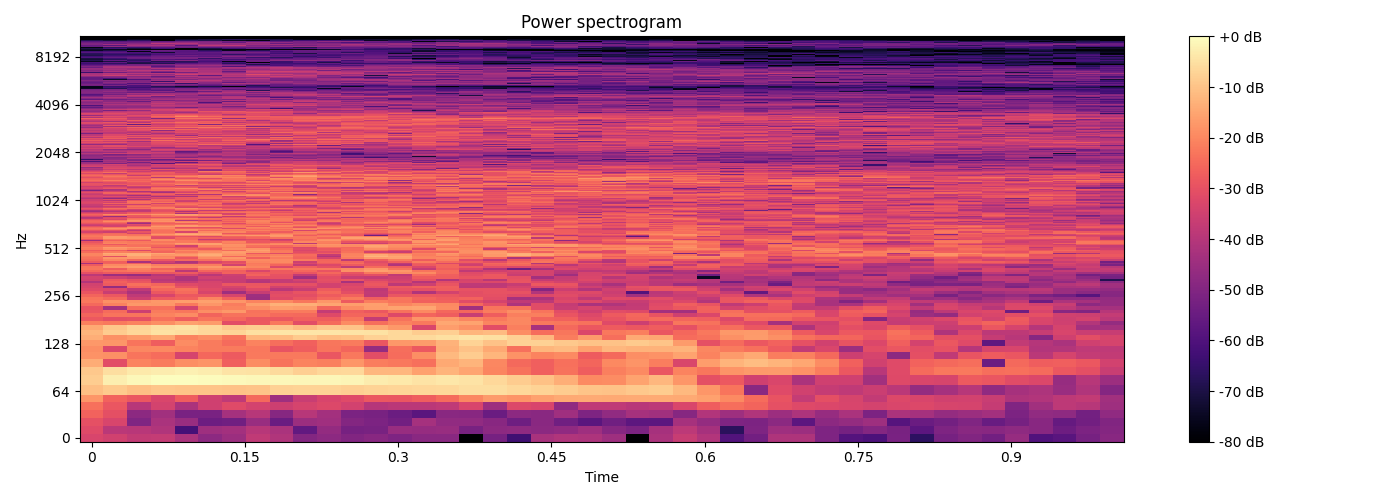 Power spectrogram
Hz
8192
4096
2048
1024
512
256
128
64
0
0 0.15 0.3 0.45 0.6 0.75 0.9
Time
+0 dB
-10 dB
-20 dB
-30 dB
-40 dB
-50 dB
-60 dB
-70 dB
-80 dB